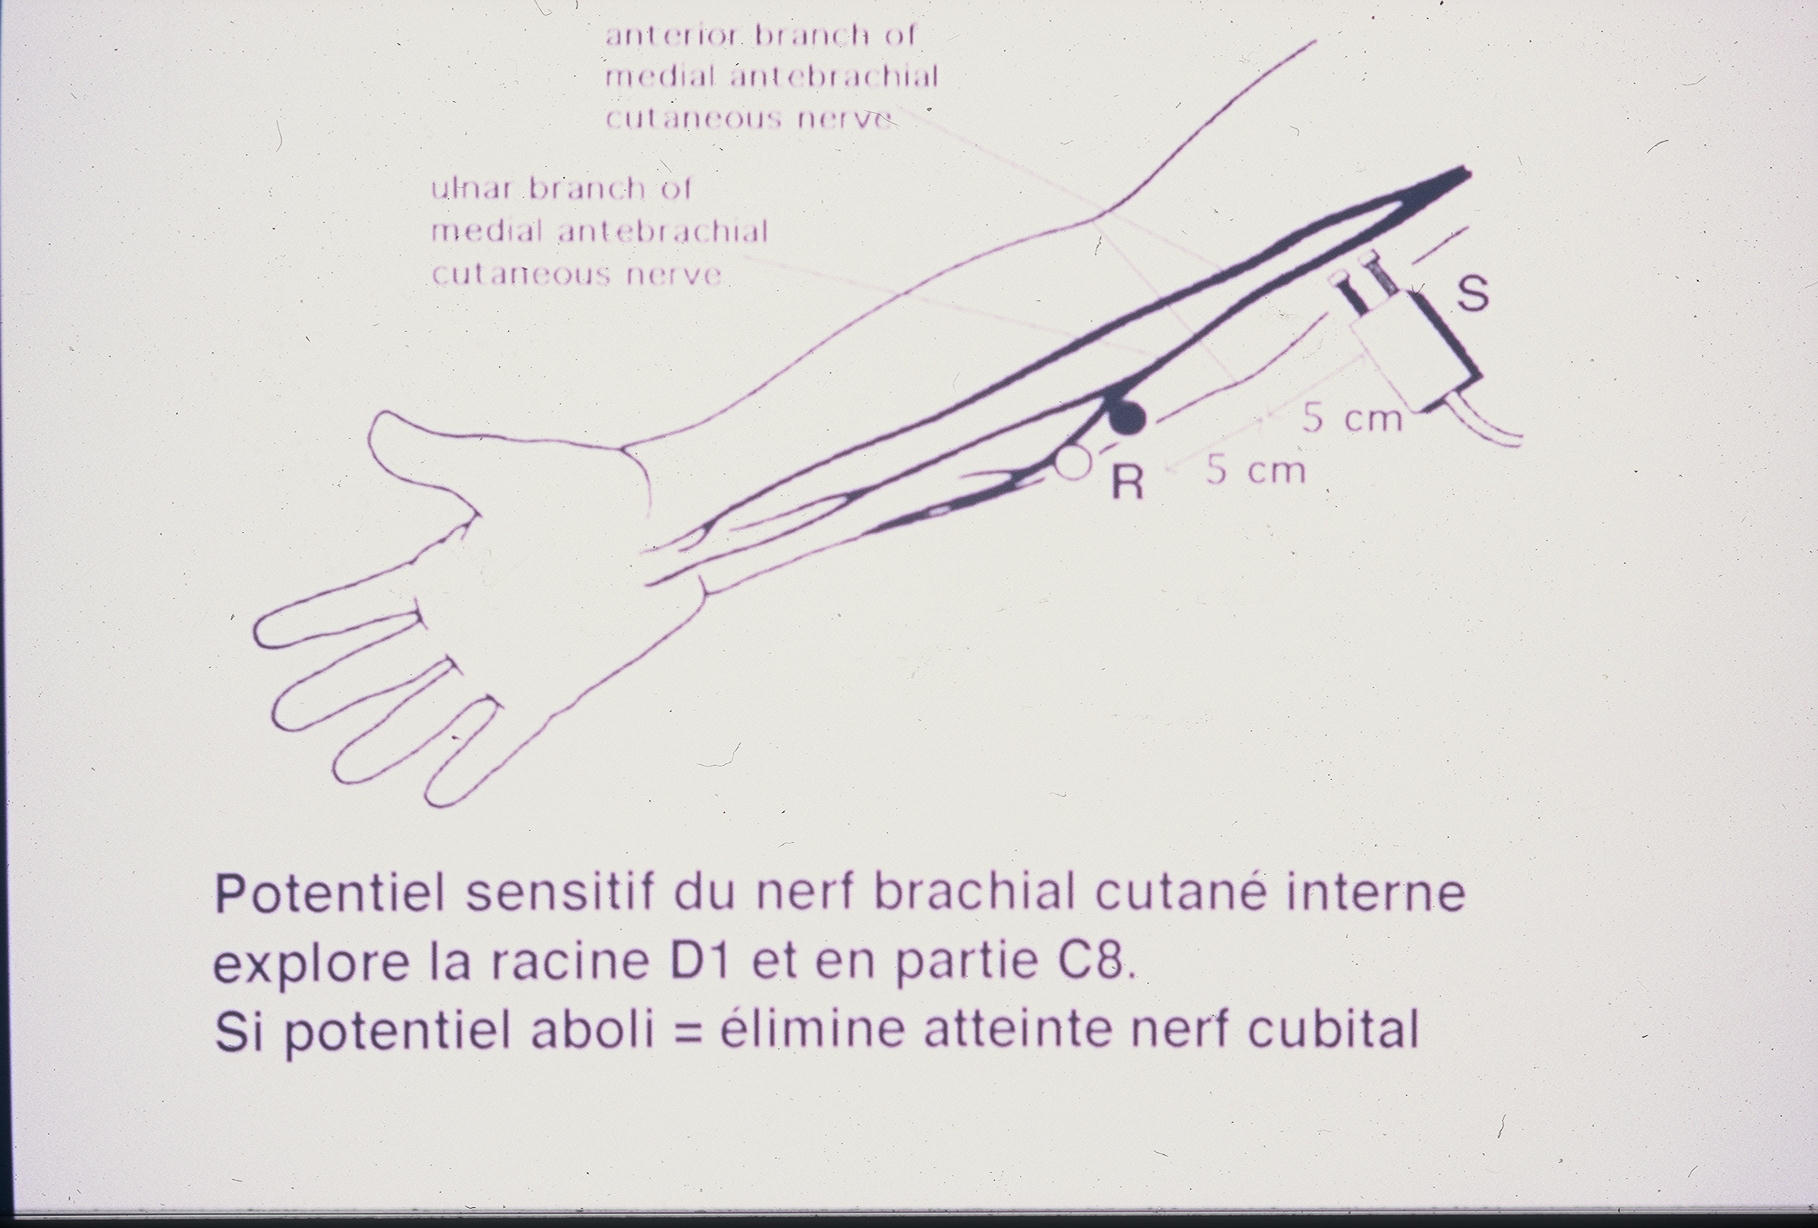 anterior branch of
medial antebrachial
cutaneous nerve
ulnar branch of
medial antebrachial
cutaneous nerve
S
5 cm
5 cm
R
Potentiel sensitif du nerf brachial cutané interne
explore la racine D1 et en partie C8.
Si potentiel aboli = élimine atteinte nerf cubital